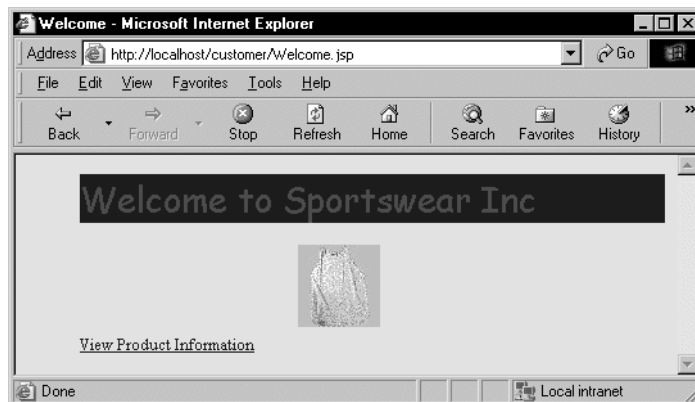 Welcome - Microsoft Internet Explorer
Address http://localhost/customer/Welcome.jsp Go
File Edit View Favorites Tools Help
Back Forward Stop Refresh Home Search Favorites History »
Welcome to Sportswear Inc
View Product Information
Done Local intranet